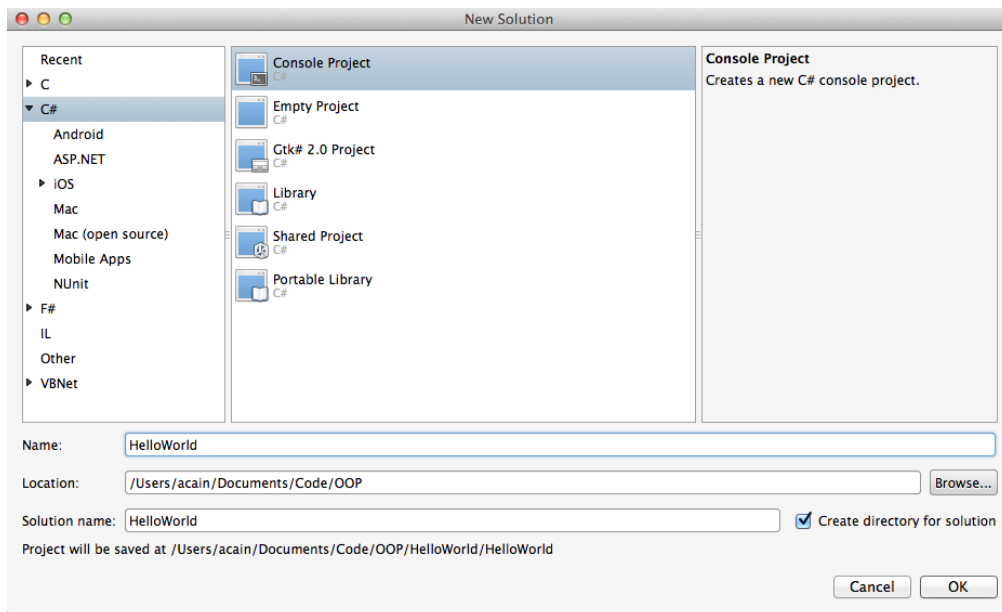 New Solution
Recent
C
C#
Android
ASP.NET
iOS
Mac
Mac (open source)
Mobile Apps
NUnit
F#
IL
Other
VBNet
Console Project
C#
Empty Project
C#
Gtk# 2.0 Project
C#
Library
C#
Shared Project
C#
Portable Library
C#
Console Project
Creates a new C# console project.
Name: HelloWorld
Location: /Users/acain/Documents/Code/OOP Browse...
Solution name: HelloWorld Create directory for solution
Project will be saved at /Users/acain/Documents/Code/OOP/HelloWorld/HelloWorld
Cancel OK